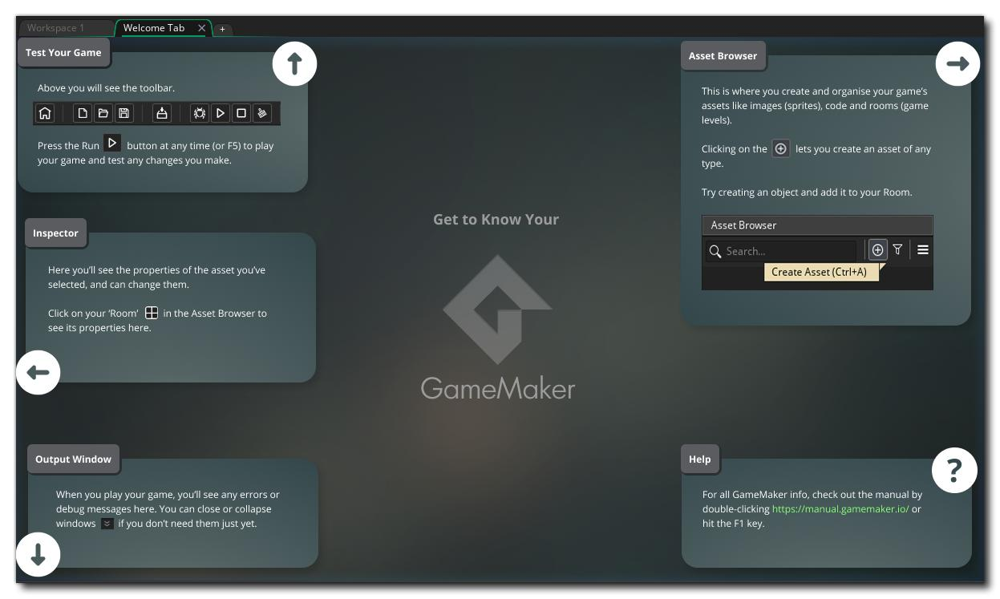 Workspace 1
Welcome Tab
Test Your Game
Above you will see the toolbar.
Press the Run button at any time (or F5) to play
your game and test any changes you make.
Inspector
Here you'll see the properties of the asset you've
selected, and can change them.
Click on your 'Room' in the Asset Browser to
see its properties here.
Output Window
When you play your game, you'll see any errors or
debug messages here. You can close or collapse
windows if you don't need them just yet.
Get to Know Your
GameMaker
Asset Browser
This is where you create and organise your game's
assets like images (sprites), code and rooms (game
levels).
Clicking on the lets you create an asset of any
type.
Try creating an object and add it to your Room.
Asset Browser
Search...
Create Asset (Ctrl+A)
Help
?
For all GameMaker info, check out the manual by
double-clicking https://manual.gamemaker.io/ or
hit the F1 key.